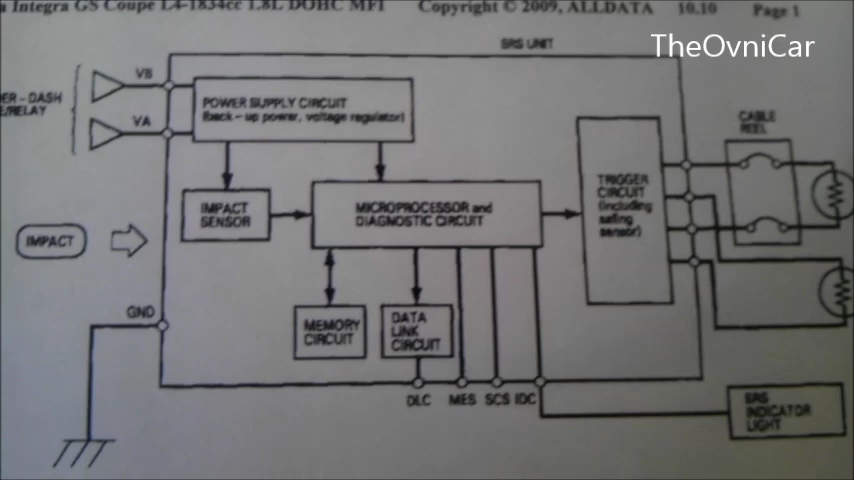 a Integra GS Coupe L4-1834cc 1.8L DOHC MFI Copyright © 2009, ALLDATA 10.10 Page 1
TheOvniCar
SRS UNIT
VB
DER - DASH
E/RELAY
VA
POWER SUPPLY CIRCUIT
(back - up power, voltage regulator)
CABLE
REEL
IMPACT
SENSOR
MICROPROCESSOR and
DIAGNOSTIC CIRCUIT
TRIGGER
CIRCUIT
(including
safing
sensor)
IMPACT
GND
MEMORY
CIRCUIT
DATA
LINK
CIRCUIT
DLC MES SCS IDC
SRS
INDICATOR
LIGHT